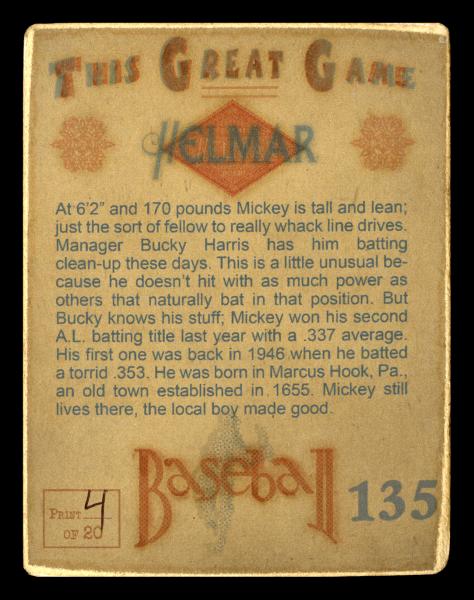 THIS GREAT GAME
HELMAR
At 6'2" and 170 pounds Mickey is tall and lean;
just the sort of fellow to really whack line drives.
Manager Bucky Harris has him batting
clean-up these days. This is a little unusual be-
cause he doesn't hit with as much power as
others that naturally bat in that position. But
Bucky knows his stuff; Mickey won his second
A.L. batting title last year with a .337 average.
His first one was back in 1946 when he batted
a torrid .353. He was born in Marcus Hook, Pa.,
an old town established in 1655. Mickey still
lives there, the local boy made good.
Baseball
135
PRINT 4
OF 20